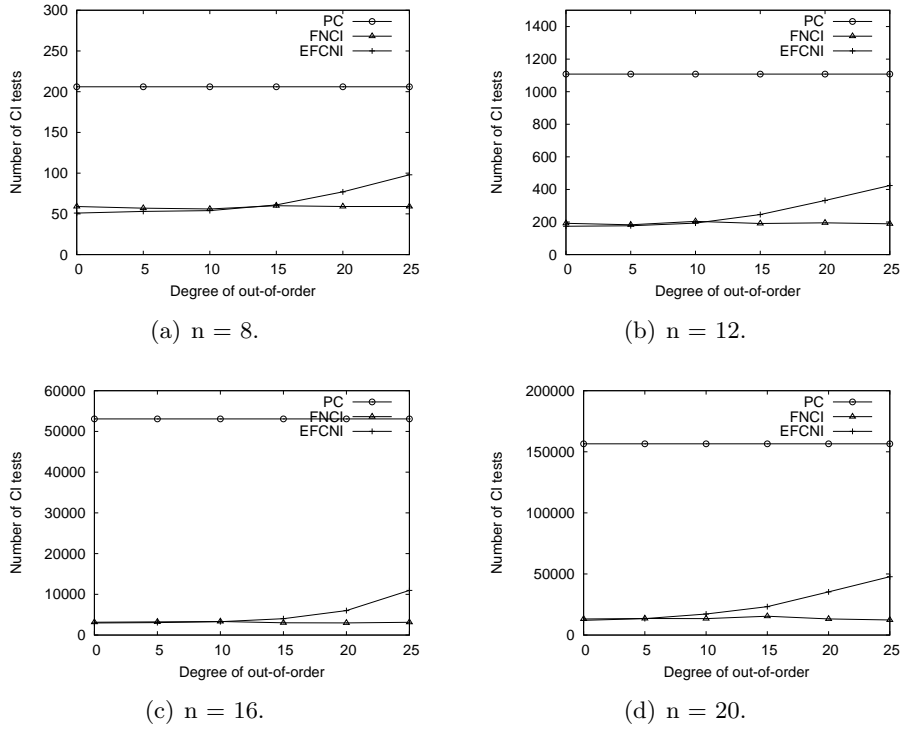 300
250
200
150
100
50
0
Number of CI tests
PC
FNCI
EFCNI
0 5 10 15 20 25
Degree of out-of-order
(a) n = 8.
1400
1200
1000
800
600
400
200
0
Number of CI tests
PC
FNCI
EFCNI
0 5 10 15 20 25
Degree of out-of-order
(b) n = 12.
60000
50000
40000
30000
20000
10000
0
Number of CI tests
PC
FNCI
EFCNI
0 5 10 15 20 25
Degree of out-of-order
(c) n = 16.
200000
150000
100000
50000
0
Number of CI tests
PC
FNCI
EFCNI
0 5 10 15 20 25
Degree of out-of-order
(d) n = 20.